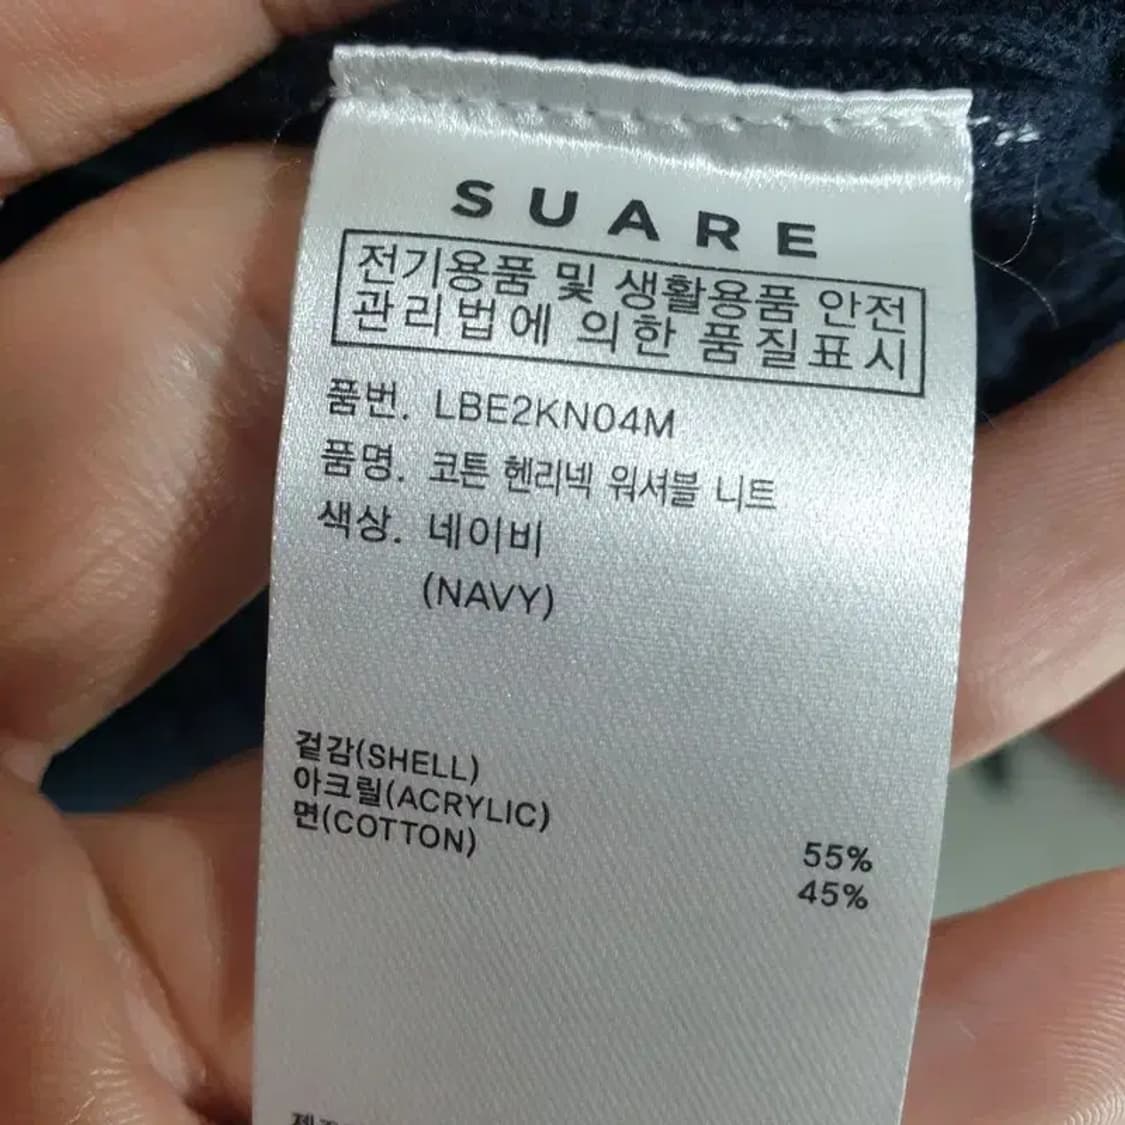 SUARE
전기용품 및 생활용품 안전
관리법에 의한 품질표시
품번. LBE2KN04M
품명. 코튼 헨리넥 워셔블 니트
색상. 네이비
(NAVY)
겉감(SHELL)
아크릴(ACRYLIC) 55%
면(COTTON) 45%